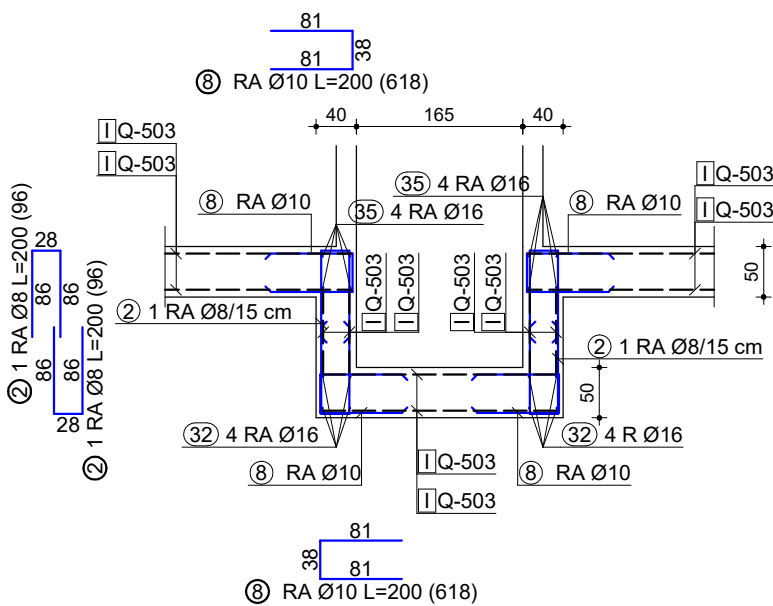 81
81
38
⑧ RA Ø10 L=200 (618)
40
165
40
I Q-503
I Q-503
I Q-503
I Q-503
⑧ RA Ø10
㉟ 4 RA Ø16
㉟ 4 RA Ø16
⑧ RA Ø10
② 1 RA Ø8 L=200 (96)
28
86
86
86
86
28
② 1 RA Ø8 L=200 (96)
I Q-503
I Q-503
I Q-503
I Q-503
50
② 1 RA Ø8/15 cm
② 1 RA Ø8/15 cm
50
㉜ 4 RA Ø16
㉜ 4 R Ø16
⑧ RA Ø10
I Q-503
I Q-503
⑧ RA Ø10
81
38
81
⑧ RA Ø10 L=200 (618)